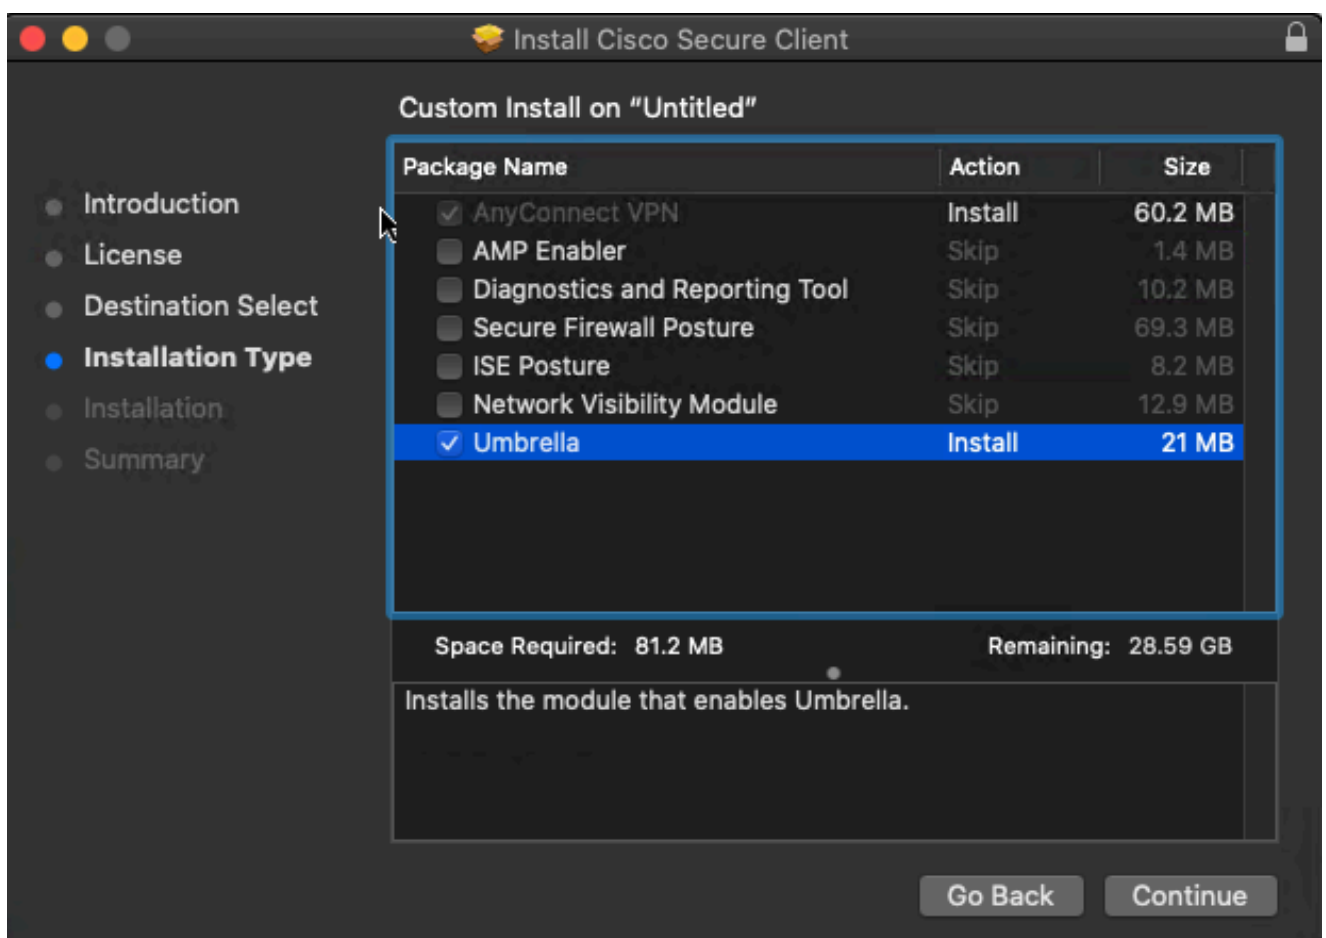 Install Cisco Secure Client
Custom Install on "Untitled"
Package Name Action Size
AnyConnect VPN Install 60.2 MB
AMP Enabler Skip 1.4 MB
Diagnostics and Reporting Tool Skip 10.2 MB
Secure Firewall Posture Skip 69.3 MB
ISE Posture Skip 8.2 MB
Network Visibility Module Skip 12.9 MB
Umbrella Install 21 MB
Introduction
License
Destination Select
Installation Type
Installation
Summary
Space Required: 81.2 MB Remaining: 28.59 GB
Installs the module that enables Umbrella.
Go Back Continue